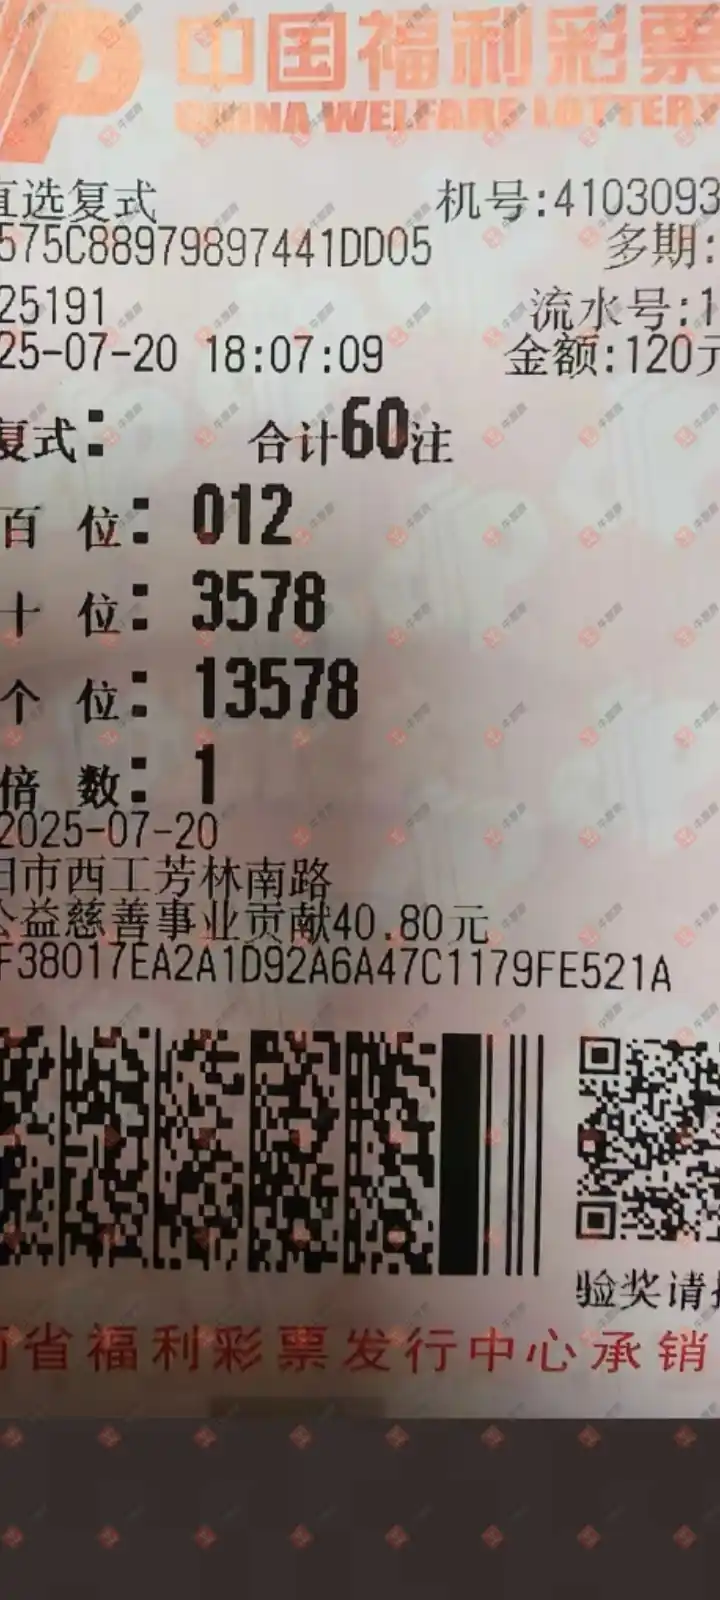 中国福利彩票
CHINA WELFARE LOTTERY
直选复式 机号:4103093
575C88979897441DD05 多期:
25191 流水号:1
25-07-20 18:07:09 金额:120元
复式: 合计60注
百 位: 012
十 位: 3578
个 位: 13578
倍 数: 1
2025-07-20
市西工芳林南路
公益慈善事业贡献40.80元
F38017EA2A1D92A6A47C1179FE521A
验奖请
省福利彩票发行中心承销